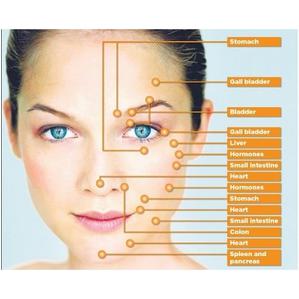 Stomach
Gall bladder
Bladder
Gall bladder
Liver
Hormones
Small intestine
Heart
Hormones
Stomach
Heart
Small intestine
Colon
Heart
Spleen and
pancreas